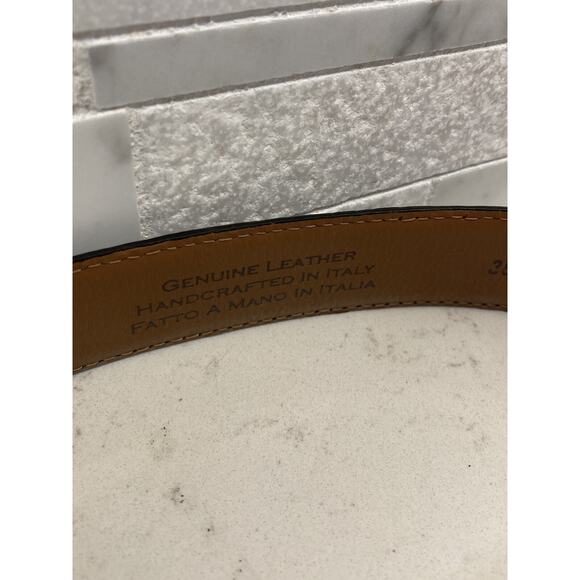 Genuine Leather
Handcrafted In Italy
Fatto A Mano In Italia